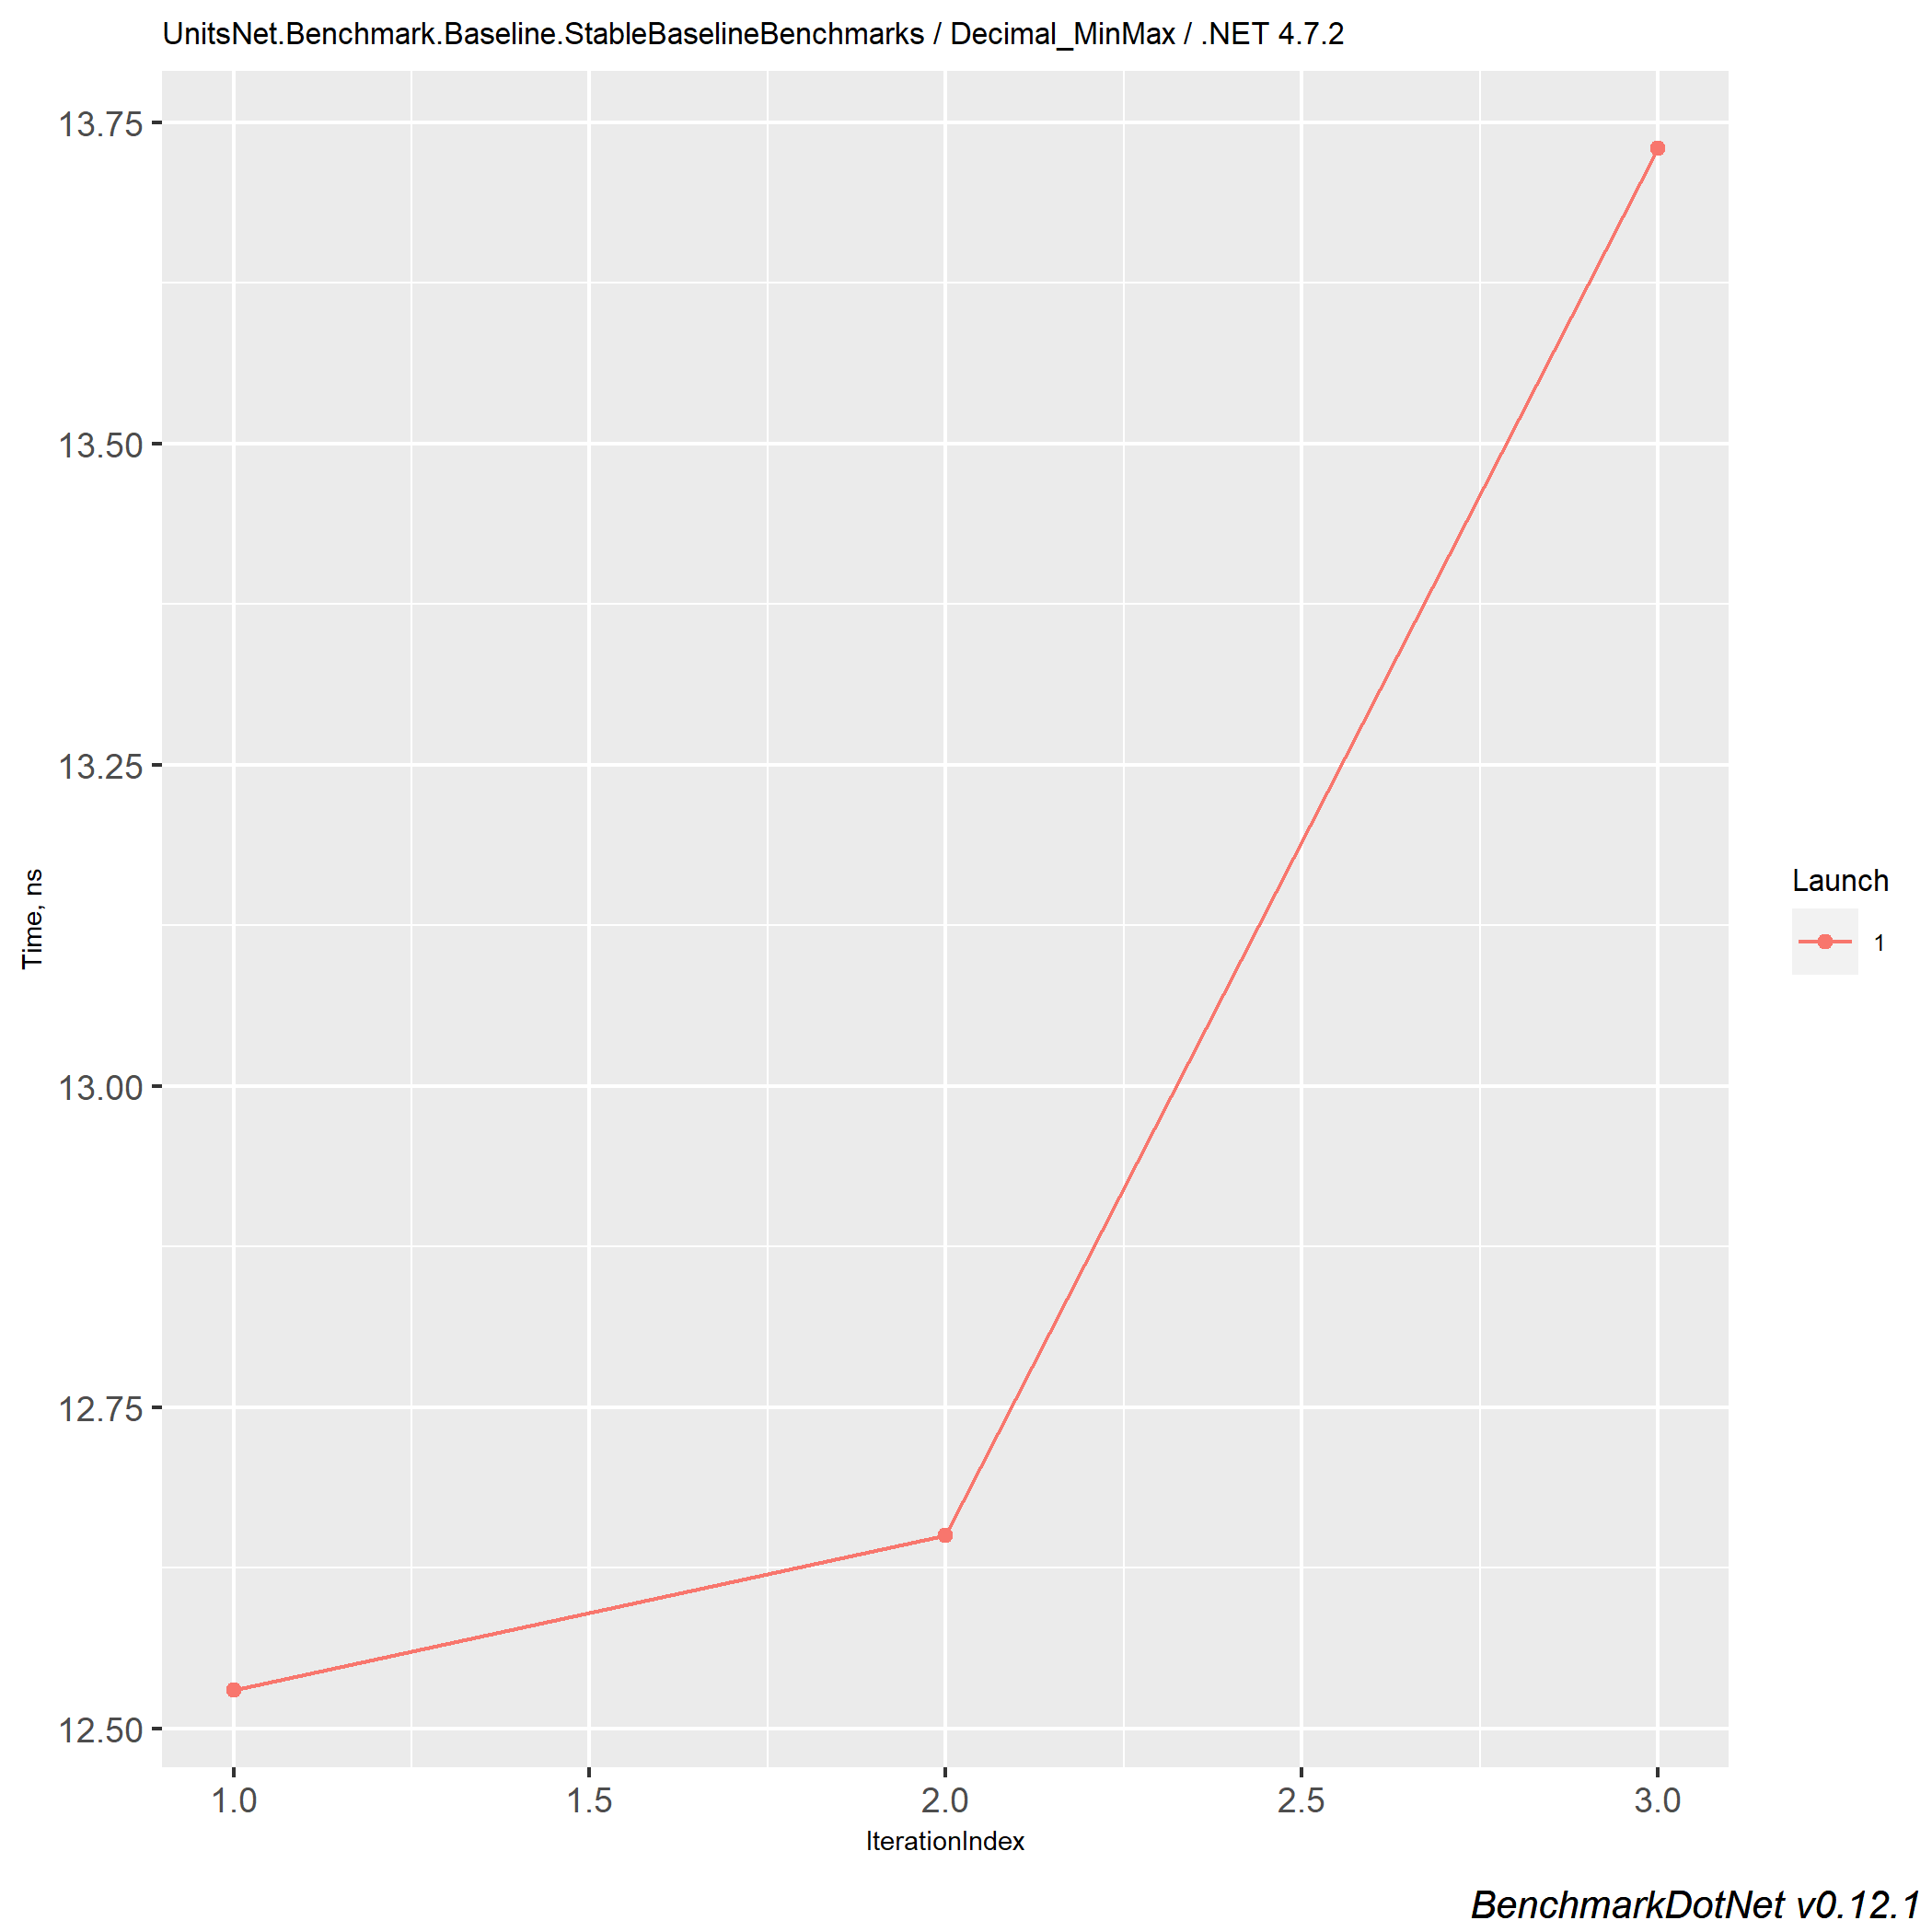 UnitsNet.Benchmark.Baseline.StableBaselineBenchmarks / Decimal_MinMax / .NET 4.7.2
13.75
13.50
13.25
13.00
12.75
12.50
Time, ns
1.0 1.5 2.0 2.5 3.0
IterationIndex
Launch
1
BenchmarkDotNet v0.12.1